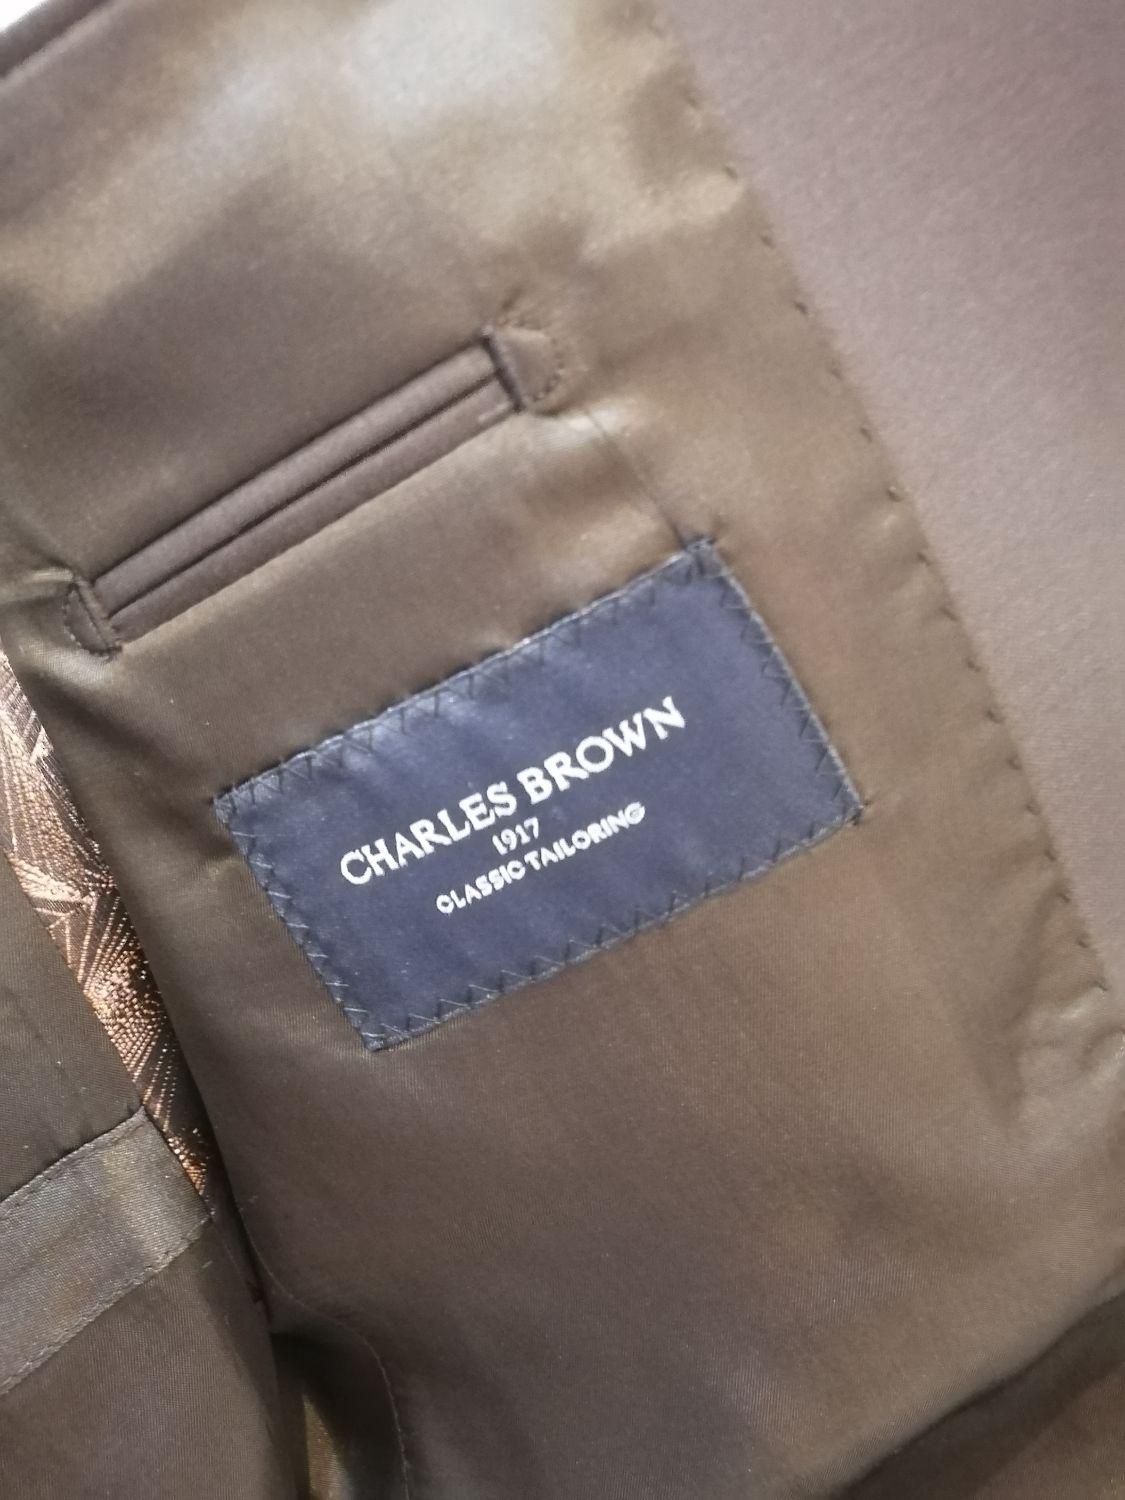 CHARLES BROWN
1917
CLASSIC TAILORING